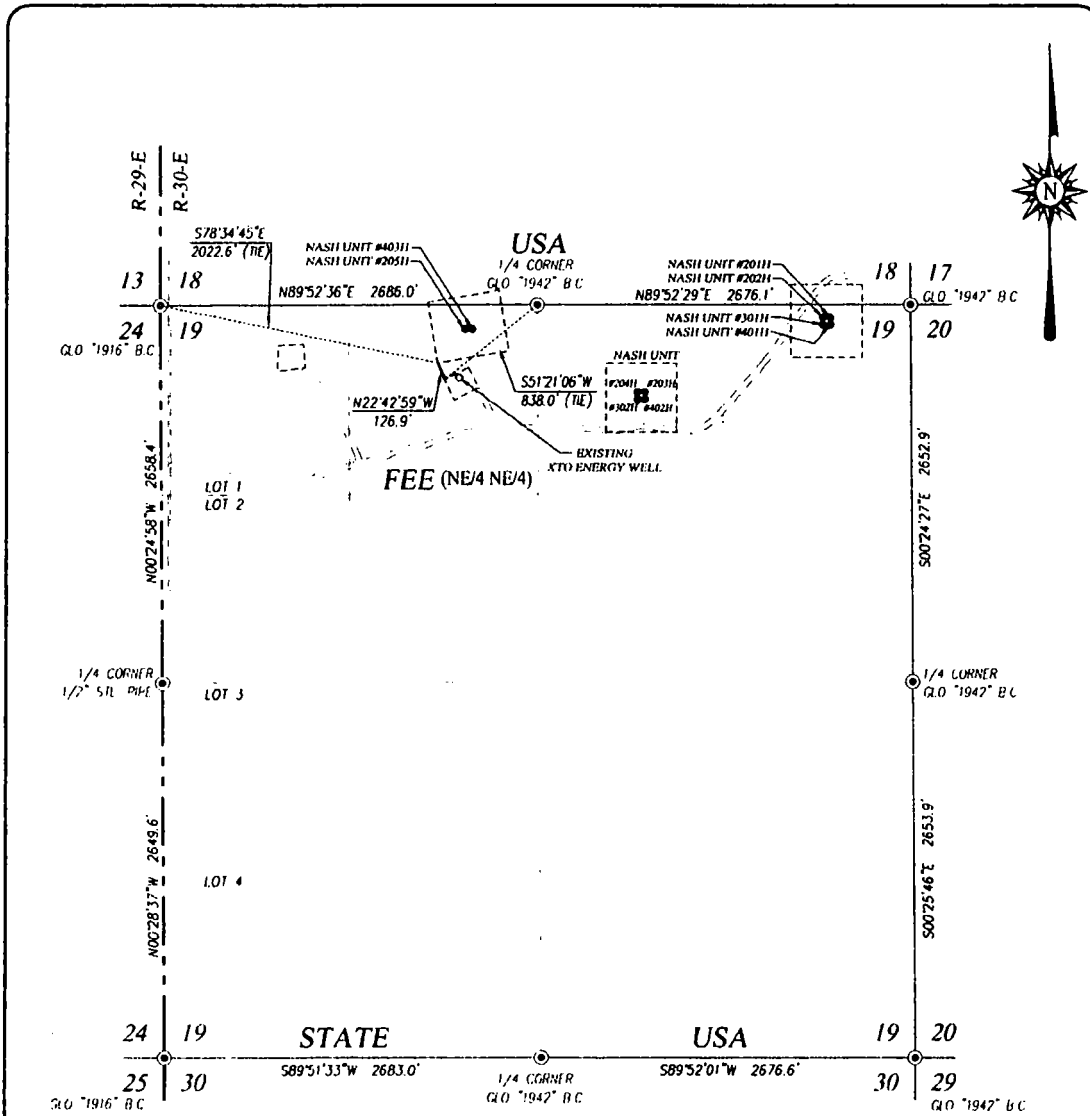 R-29-E
R-30-E
N
S78°34'45"E
2022.6' (TIE)
NASH UNIT #403H
NASH UNIT #205H
USA
1/4 CORNER
GLO "1942" B C
NASH UNIT #201H
NASH UNIT #202H
13 18
18 17
N89°52'36"E 2686.0'
N89°52'29"E 2676.1'
GLO "1942" B C
NASH UNIT #301H
NASH UNIT #401H
24 19
19 20
GLO "1916" B.C
NASH UNIT
#204H #203H
#302H #402H
N22°42'59"W
126.9'
S51°21'06"W
838.0' (TIE)
EXISTING
XTO ENERGY WELL
FEE (NE/4 NE/4)
LOT 1
LOT 2
N00°24'58"W 2658.4'
S00°24'27"E 2652.9'
1/4 CORNER
1/2" STL PIPE
LOT 3
1/4 CORNER
GLO "1942" B C
N00°28'37"W 2649.6'
LOT 4
S00°25'46"E 2653.9'
24 19
STATE
USA
19 20
25 30
S89°51'33"W 2683.0'
1/4 CORNER
GLO "1942" B C
S89°52'01"W 2676.6'
30 29
GLO "1916" B C
GLO "1942" B C